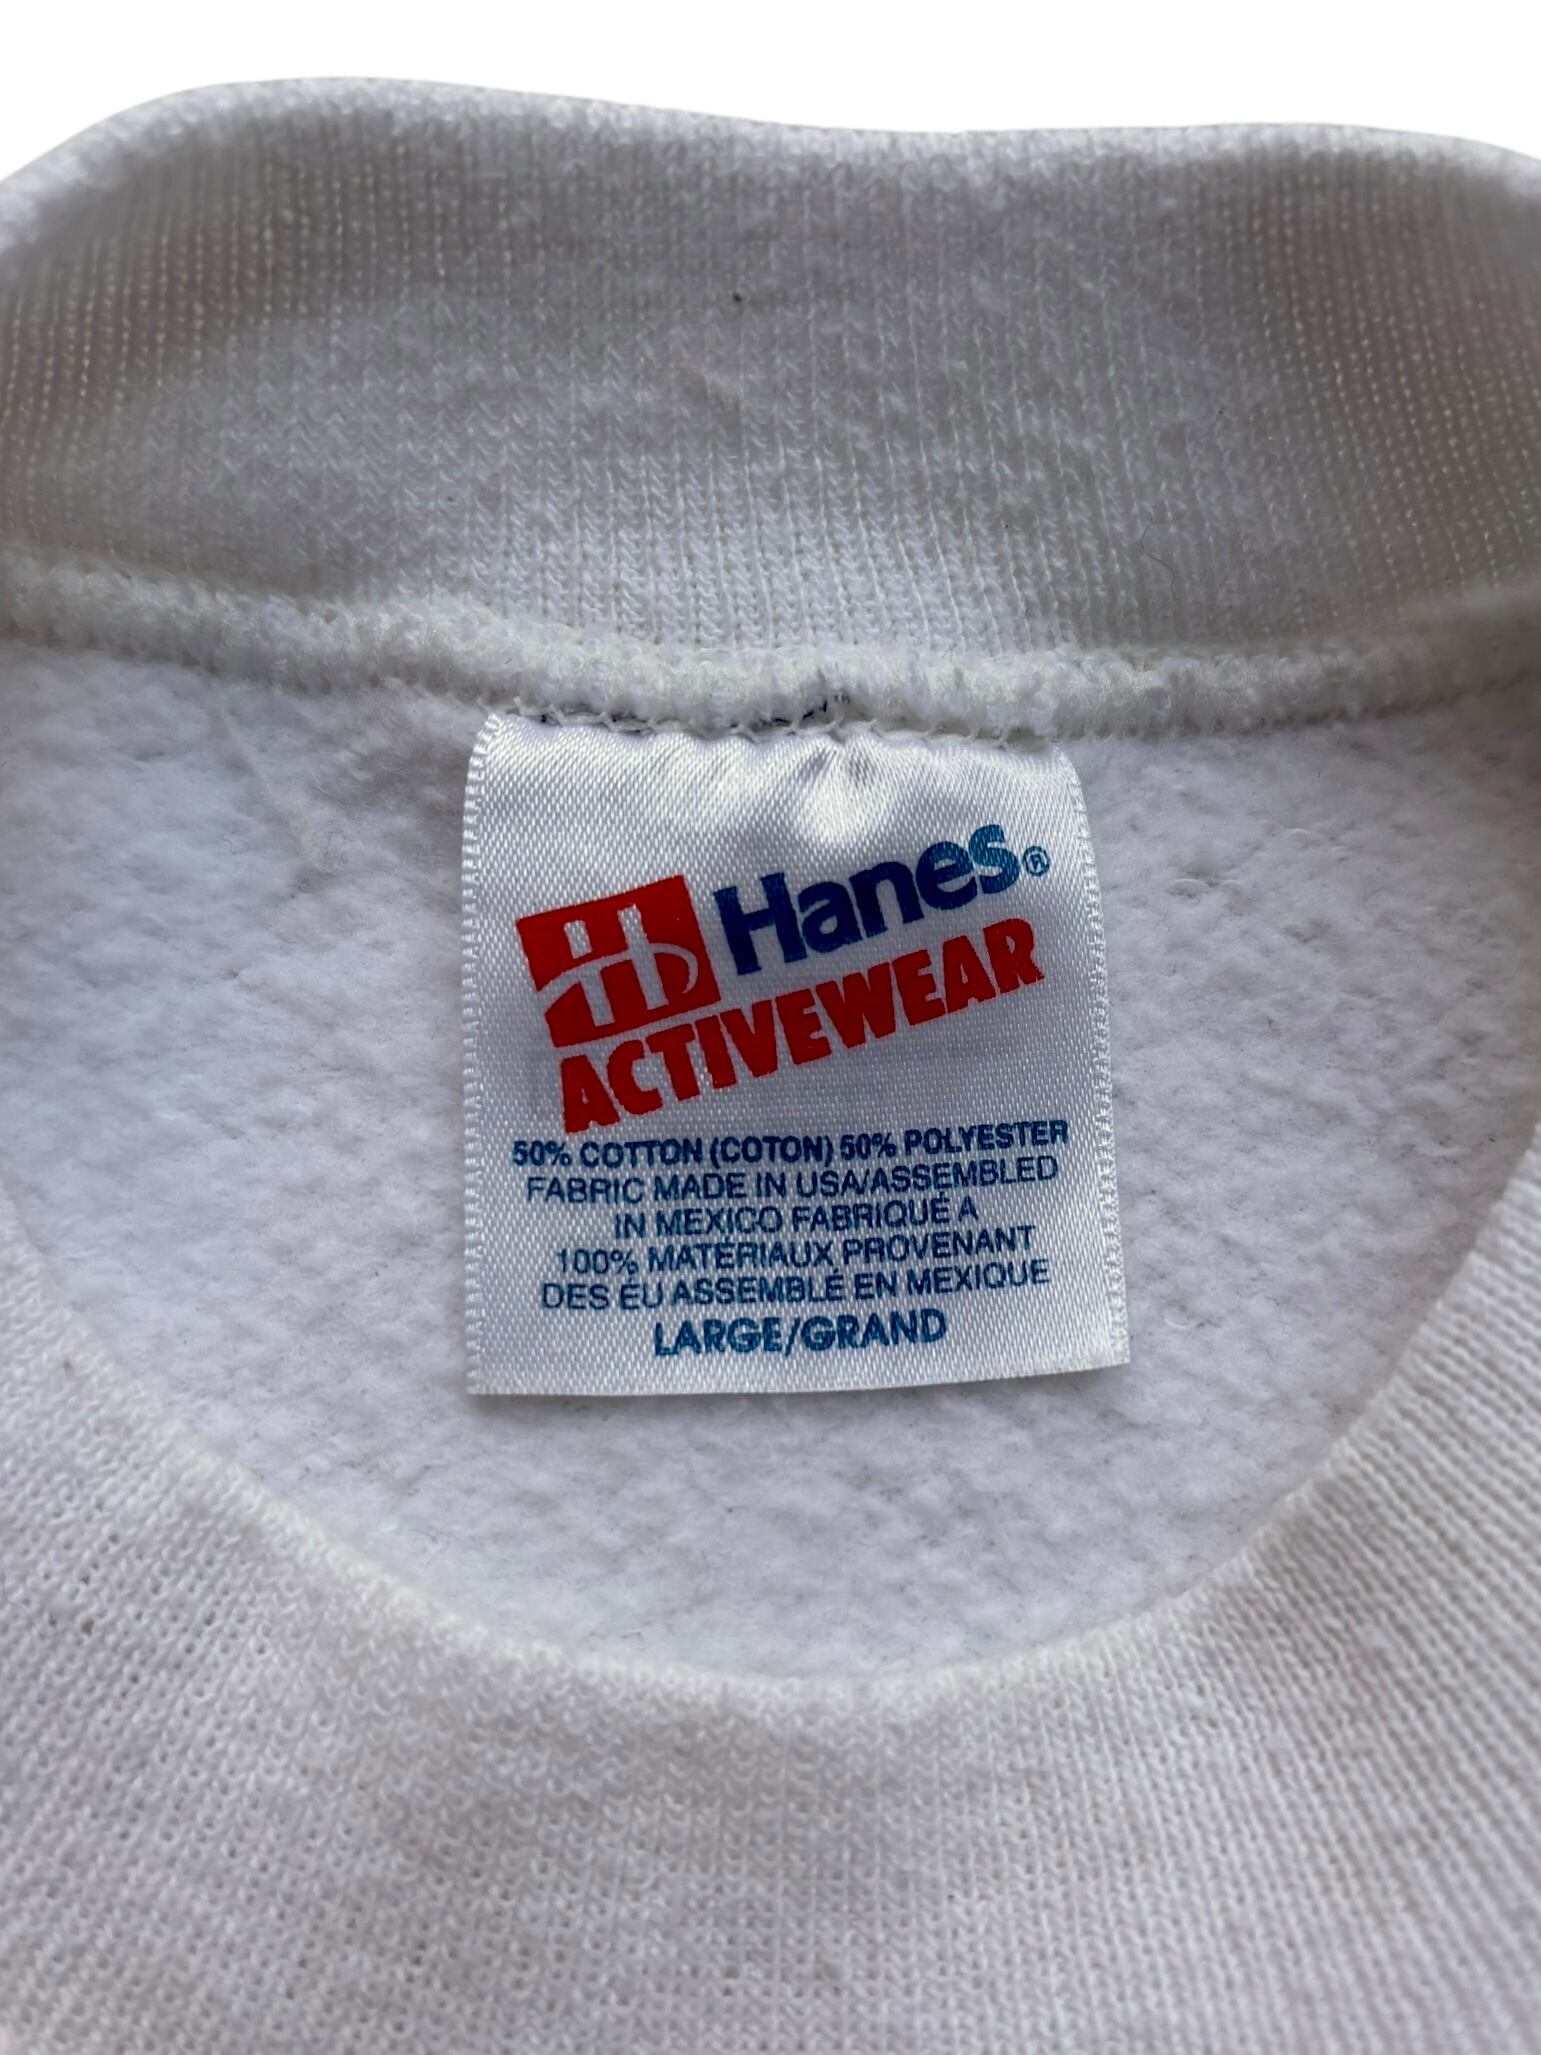 Hanes®
ACTIVEWEAR
50% COTTON (COTON) 50% POLYESTER
FABRIC MADE IN USA/ASSEMBLED
IN MEXICO FABRIQUÉ A
100% MATÉRIAUX PROVENANT
DES ÉU ASSEMBLÉ EN MEXIQUE
LARGE/GRAND